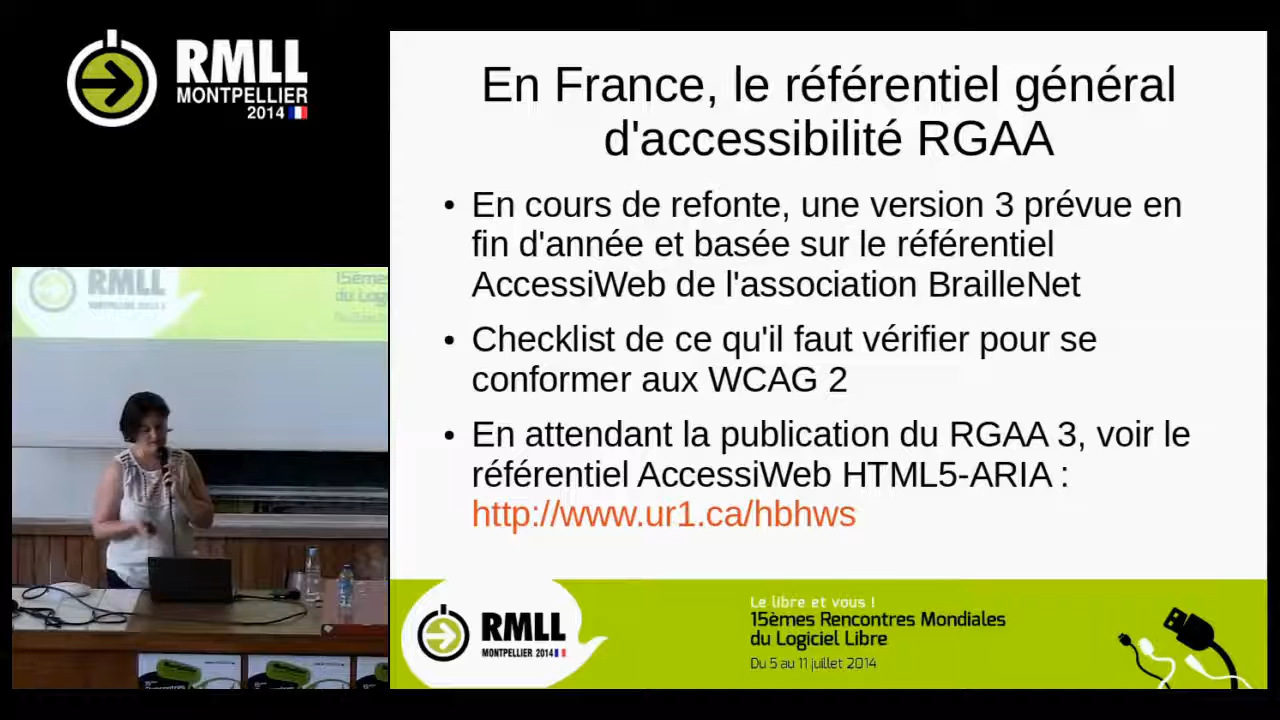 RMLL
MONTPELLIER
2014
En France, le référentiel général
d'accessibilité RGAA
• En cours de refonte, une version 3 prévue en
fin d'année et basée sur le référentiel
AccessiWeb de l'association BrailleNet
• Checklist de ce qu'il faut vérifier pour se
conformer aux WCAG 2
• En attendant la publication du RGAA 3, voir le
référentiel AccessiWeb HTML5-ARIA :
http://www.ur1.ca/hbhws
RMLL
15èmes
du Logi
RMLL
MONTPELLIER 2014
Le libre et vous !
15èmes Rencontres Mondiales
du Logiciel Libre
Du 5 au 11 juillet 2014